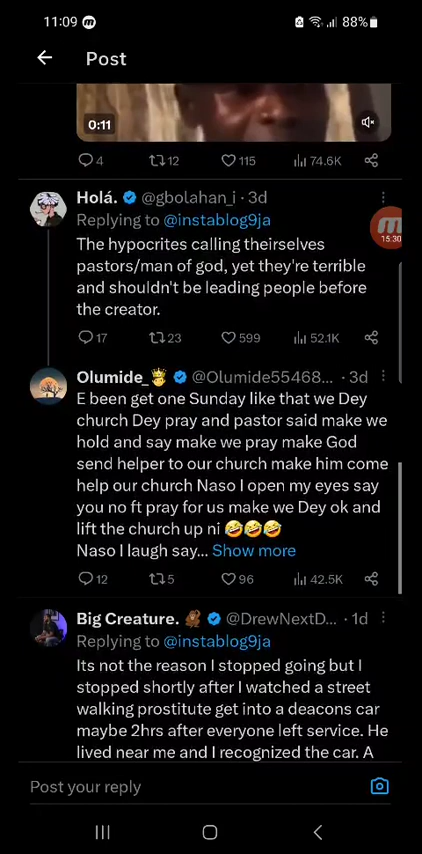 11:09
88%
Post
0:11
4 12 115 74.6K
Holá. @gbolahan_i · 3d
Replying to @instablog9ja
15:30
The hypocrites calling theirselves
pastors/man of god, yet they're terrible
and shouldn't be leading people before
the creator.
17 23 599 52.1K
Olumide_ @Olumide55468... · 3d
E been get one Sunday like that we Dey
church Dey pray and pastor said make we
hold and say make we pray make God
send helper to our church make him come
help our church Naso I open my eyes say
you no ft pray for us make we Dey ok and
lift the church up ni 🤣🤣🤣
Naso I laugh say... Show more
12 5 96 42.5K
Big Creature. @DrewNextD... · 1d
Replying to @instablog9ja
Its not the reason I stopped going but I
stopped shortly after I watched a street
walking prostitute get into a deacons car
maybe 2hrs after everyone left service. He
lived near me and I recognized the car. A
Post your reply